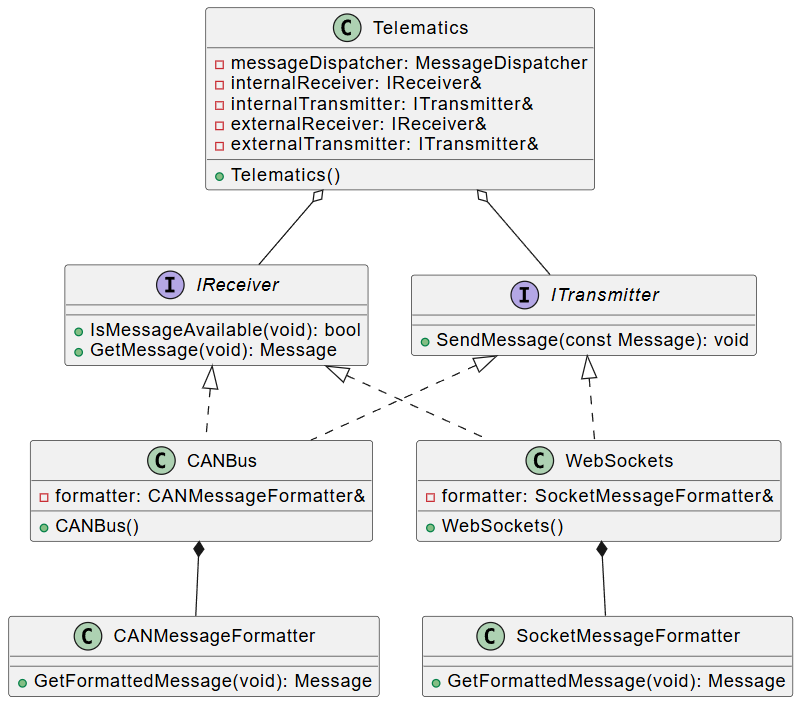 C Telematics
messageDispatcher: MessageDispatcher
internalReceiver: IReceiver&
internalTransmitter: ITransmitter&
externalReceiver: IReceiver&
externalTransmitter: ITransmitter&
Telematics()
I IReceiver
IsMessageAvailable(void): bool
GetMessage(void): Message
I ITransmitter
SendMessage(const Message): void
C CANBus
formatter: CANMessageFormatter&
CANBus()
C WebSockets
formatter: SocketMessageFormatter&
WebSockets()
C CANMessageFormatter
GetFormattedMessage(void): Message
C SocketMessageFormatter
GetFormattedMessage(void): Message